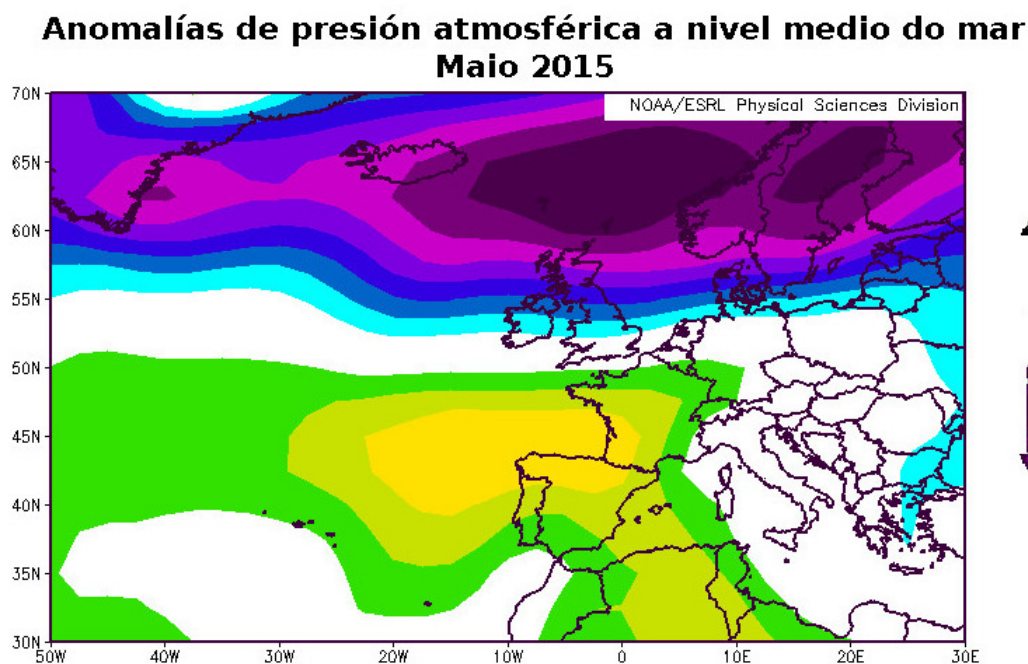 Anomalías de presión atmosférica a nivel medio do mar
Maio 2015
NOAA/ESRL Physical Sciences Division
70N
65N
60N
55N
50N
45N
40N
35N
30N
50W 40W 30W 20W 10W 0 10E 20E 30E